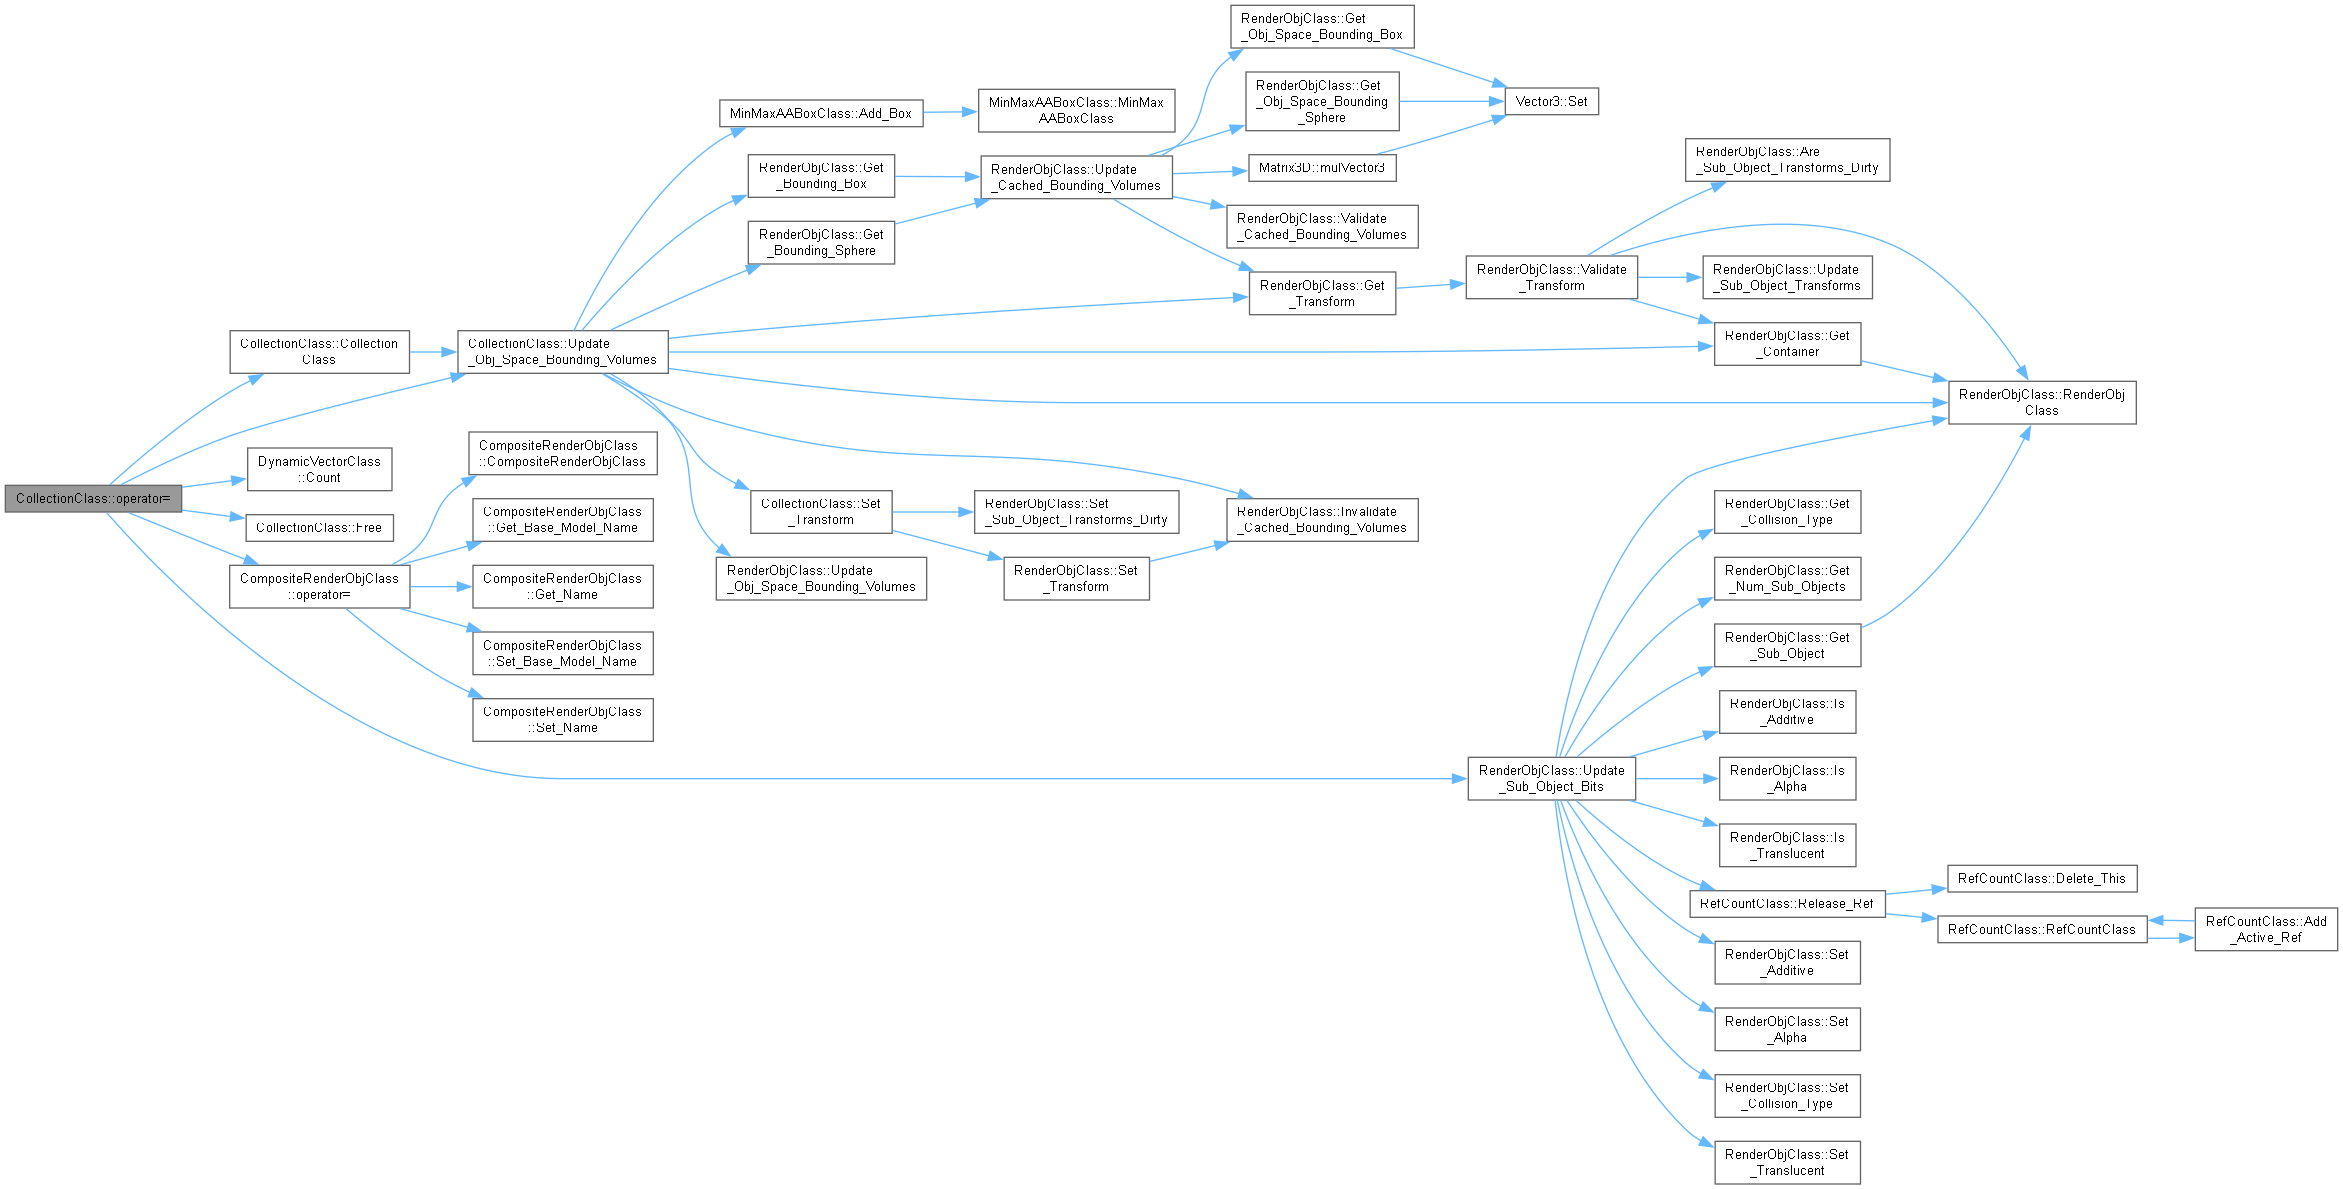 CollectionClass::operator=
CollectionClass::Collection
Class
DynamicVectorClass
::Count
CollectionClass::Free
CompositeRenderObjClass
::operator=
CollectionClass::Update
_Obj_Space_Bounding_Volumes
CompositeRenderObjClass
::CompositeRenderObjClass
CompositeRenderObjClass
::Get_Base_Model_Name
CompositeRenderObjClass
::Get_Name
CompositeRenderObjClass
::Set_Base_Model_Name
CompositeRenderObjClass
::Set_Name
MinMaxAABoxClass::Add_Box
RenderObjClass::Get
_Bounding_Box
RenderObjClass::Get
_Bounding_Sphere
CollectionClass::Set
_Transform
RenderObjClass::Update
_Obj_Space_Bounding_Volumes
MinMaxAABoxClass::MinMax
AABoxClass
RenderObjClass::Update
_Cached_Bounding_Volumes
RenderObjClass::Set
_Sub_Object_Transforms_Dirty
RenderObjClass::Set
_Transform
RenderObjClass::Get
_Obj_Space_Bounding_Box
RenderObjClass::Get
_Obj_Space_Bounding
_Sphere
Matrix3D::mulVector3
RenderObjClass::Validate
_Cached_Bounding_Volumes
RenderObjClass::Get
_Transform
RenderObjClass::Invalidate
_Cached_Bounding_Volumes
Vector3::Set
RenderObjClass::Validate
_Transform
RenderObjClass::Update
_Sub_Object_Bits
RenderObjClass::Are
_Sub_Object_Transforms_Dirty
RenderObjClass::Update
_Sub_Object_Transforms
RenderObjClass::Get
_Container
RenderObjClass::RenderObj
Class
RenderObjClass::Get
_Collision_Type
RenderObjClass::Get
_Num_Sub_Objects
RenderObjClass::Get
_Sub_Object
RenderObjClass::Is
_Additive
RenderObjClass::Is
_Alpha
RenderObjClass::Is
_Translucent
RefCountClass::Release_Ref
RenderObjClass::Set
_Additive
RenderObjClass::Set
_Alpha
RenderObjClass::Set
_Collision_Type
RenderObjClass::Set
_Translucent
RefCountClass::Delete_This
RefCountClass::RefCountClass
RefCountClass::Add
_Active_Ref